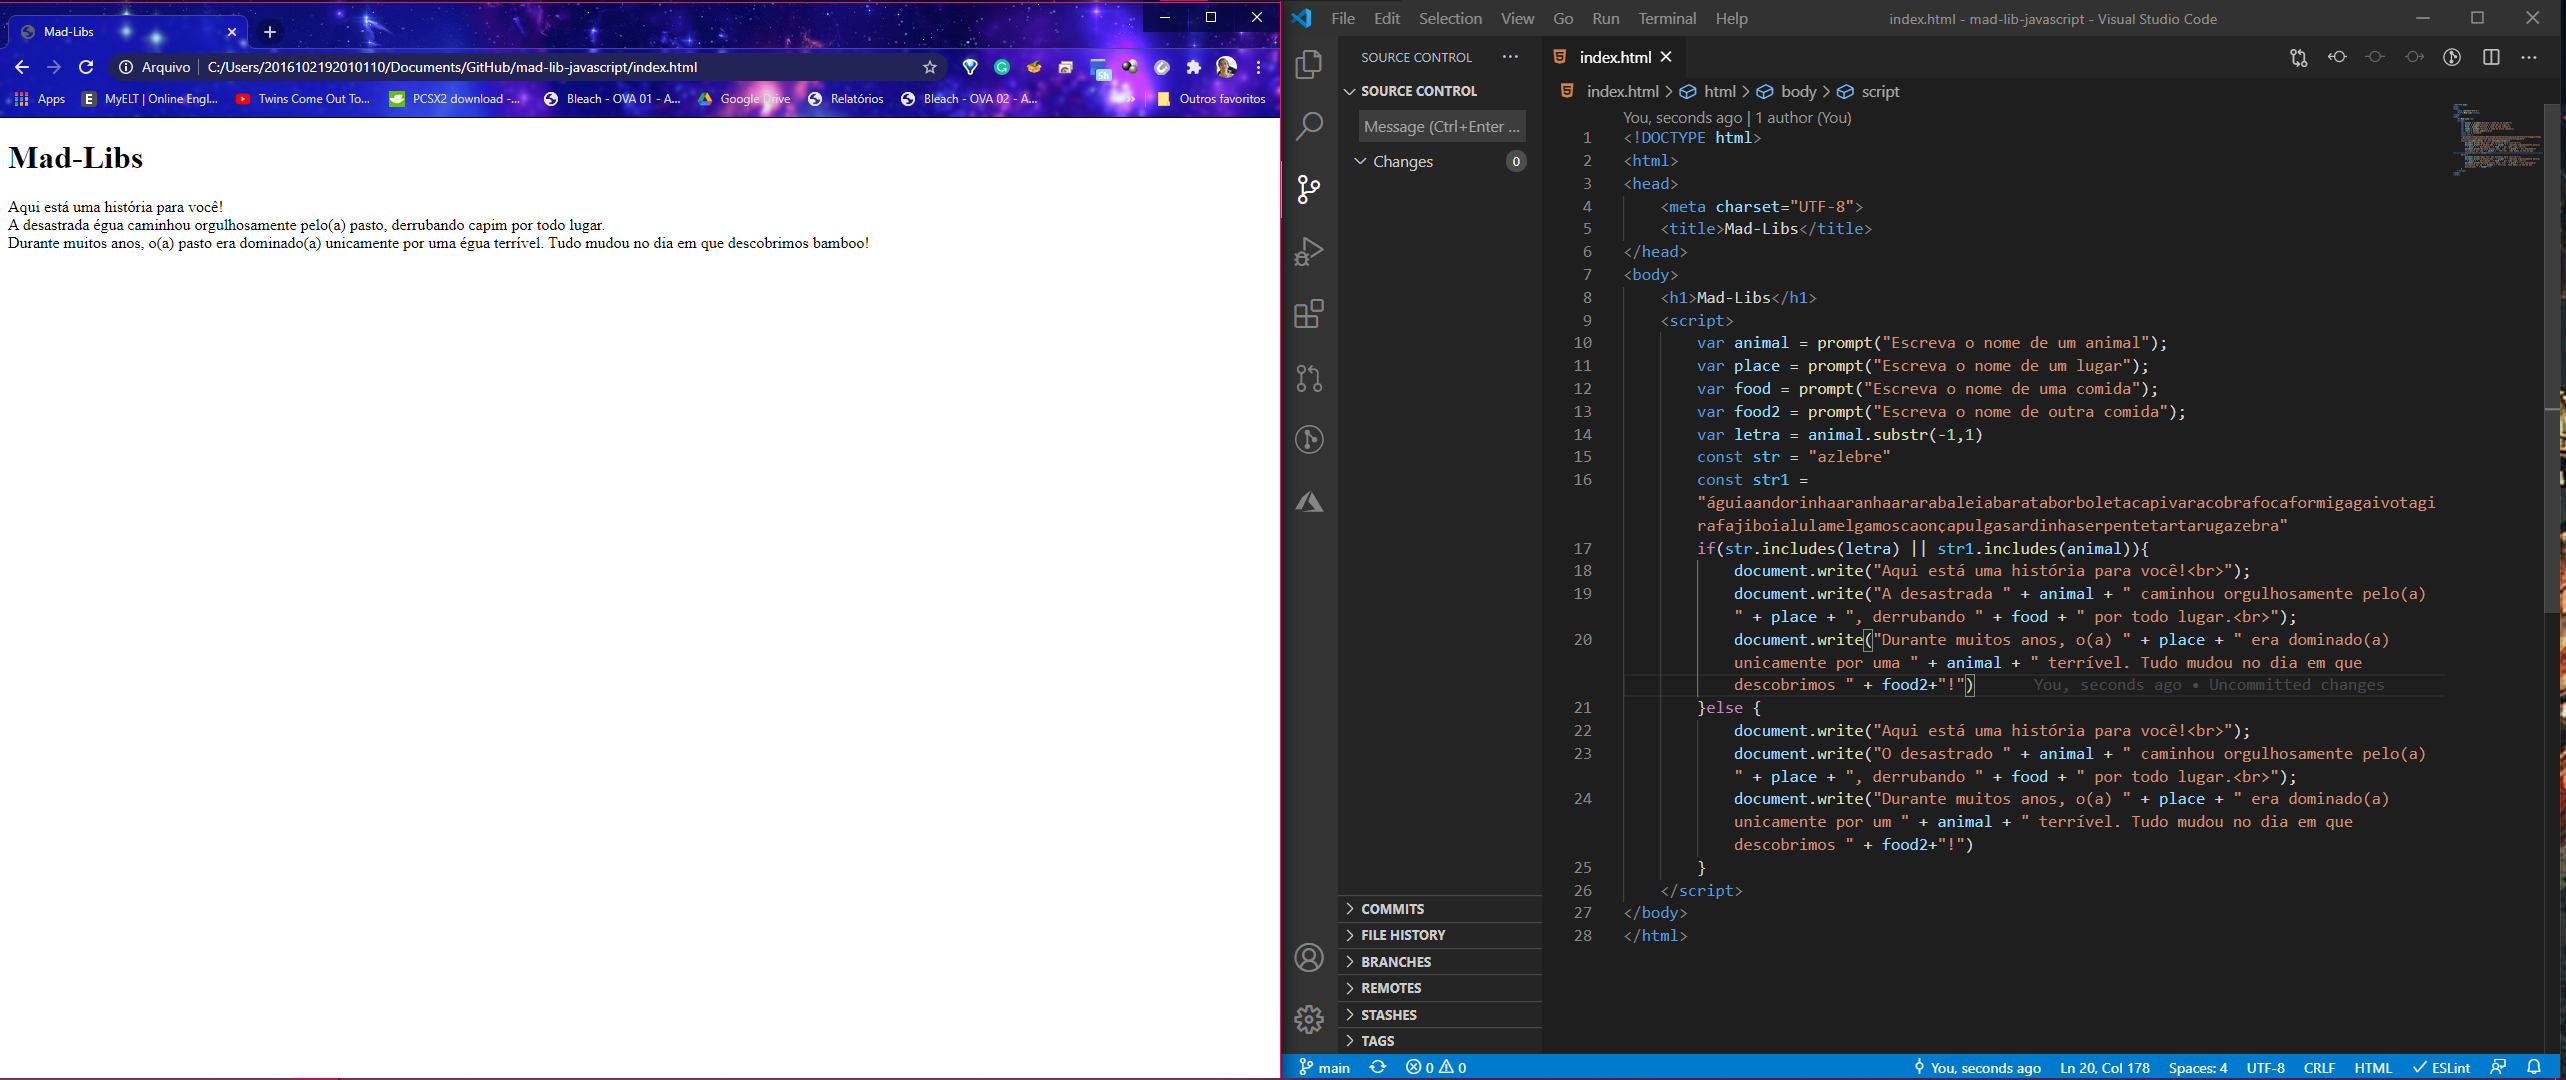 Mad-Libs
Arquivo | C:/Users/2016102192010110/Documents/GitHub/mad-lib-javascript/index.html
5h
Apps
MyELT | Online Engl...
Twins Come Out To...
PCSX2 download -...
Bleach - OVA 01 - A...
Google Drive
Relatórios
Bleach - OVA 02 - A...
Outros favoritos
Mad-Libs
Aqui está uma história para você!
A desastrada égua caminhou orgulhosamente pelo(a) pasto, derrubando capim por todo lugar.
Durante muitos anos, o(a) pasto era dominado(a) unicamente por uma égua terrível. Tudo mudou no dia em que descobrimos bamboo!
File Edit Selection View Go Run Terminal Help
index.html - mad-lib-javascript - Visual Studio Code
SOURCE CONTROL
SOURCE CONTROL
Message (Ctrl+Enter ...
Changes 0
COMMITS
FILE HISTORY
BRANCHES
REMOTES
STASHES
TAGS
index.html
index.html > html > body > script
You, seconds ago | 1 author (You)
1 <!DOCTYPE html>
2 <html>
3 <head>
4 <meta charset="UTF-8">
5 <title>Mad-Libs</title>
6 </head>
7 <body>
8 <h1>Mad-Libs</h1>
9 <script>
10 var animal = prompt("Escreva o nome de um animal");
11 var place = prompt("Escreva o nome de um lugar");
12 var food = prompt("Escreva o nome de uma comida");
13 var food2 = prompt("Escreva o nome de outra comida");
14 var letra = animal.substr(-1,1)
15 const str = "azlebre"
16 const str1 =
"águiaandorinhaaranhaararabaleiabarataborboletacapivaracobrafocaformigagaivotagi
rafajiboialulamelgamoscaonçapulgasardinhaserpentetartarugazebra"
17 if(str.includes(letra) || str1.includes(animal)){
18 document.write("Aqui está uma história para você!<br>");
19 document.write("A desastrada " + animal + " caminhou orgulhosamente pelo(a)
" + place + ", derrubando " + food + " por todo lugar.<br>");
20 document.write("Durante muitos anos, o(a) " + place + " era dominado(a)
unicamente por uma " + animal + " terrível. Tudo mudou no dia em que
descobrimos " + food2+"!") You, seconds ago • Uncommitted changes
21 }else {
22 document.write("Aqui está uma história para você!<br>");
23 document.write("O desastrado " + animal + " caminhou orgulhosamente pelo(a)
" + place + ", derrubando " + food + " por todo lugar.<br>");
24 document.write("Durante muitos anos, o(a) " + place + " era dominado(a)
unicamente por um " + animal + " terrível. Tudo mudou no dia em que
descobrimos " + food2+"!")
25 }
26 </script>
27 </body>
28 </html>
main 0 0 You, seconds ago Ln 20, Col 178 Spaces: 4 UTF-8 CRLF HTML ESLint